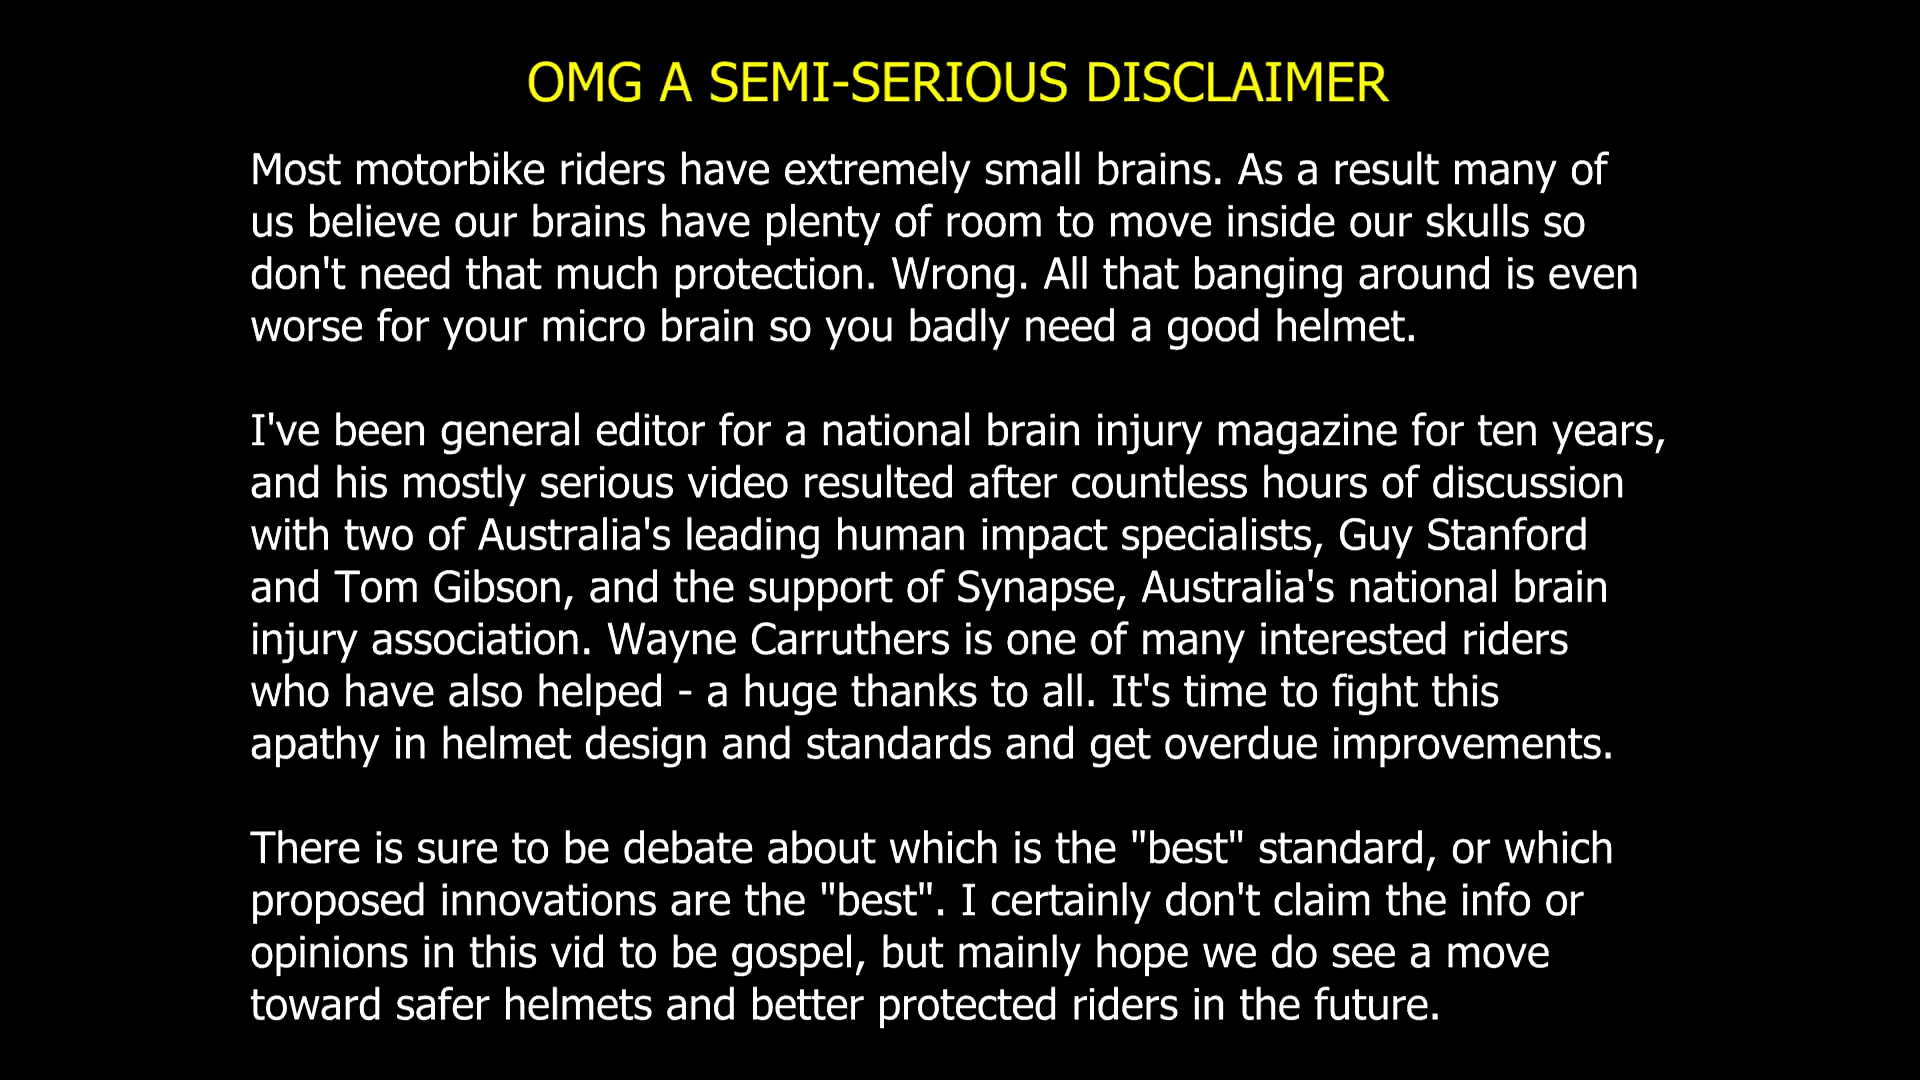 OMG A SEMI-SERIOUS DISCLAIMER
Most motorbike riders have extremely small brains. As a result many of
us believe our brains have plenty of room to move inside our skulls so
don't need that much protection. Wrong. All that banging around is even
worse for your micro brain so you badly need a good helmet.
I've been general editor for a national brain injury magazine for ten years,
and his mostly serious video resulted after countless hours of discussion
with two of Australia's leading human impact specialists, Guy Stanford
and Tom Gibson, and the support of Synapse, Australia's national brain
injury association. Wayne Carruthers is one of many interested riders
who have also helped - a huge thanks to all. It's time to fight this
apathy in helmet design and standards and get overdue improvements.
There is sure to be debate about which is the "best" standard, or which
proposed innovations are the "best". I certainly don't claim the info or
opinions in this vid to be gospel, but mainly hope we do see a move
toward safer helmets and better protected riders in the future.